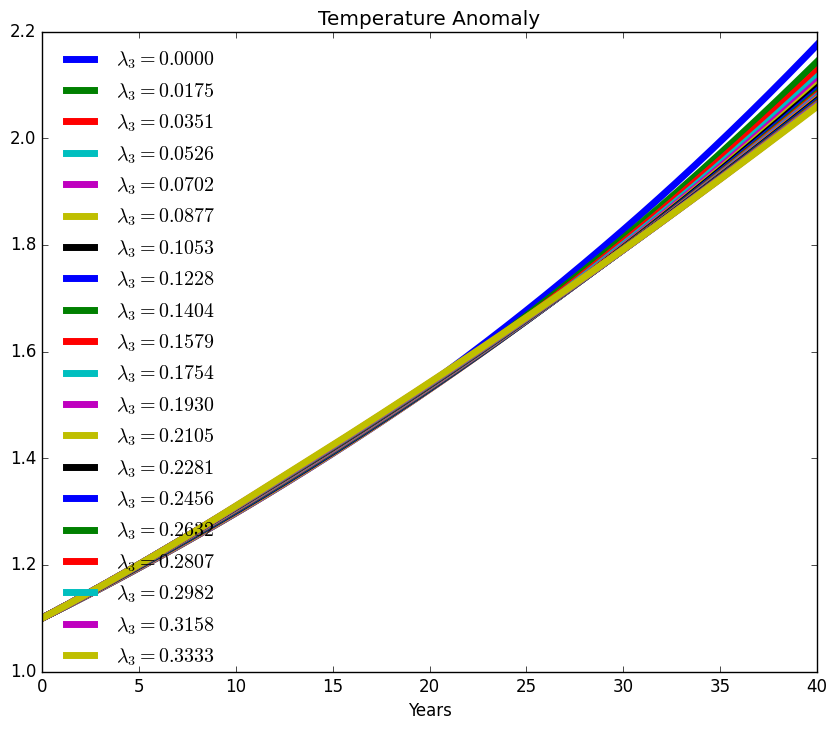 Temperature Anomaly
2.2
2.0
1.8
1.6
1.4
1.2
1.0
λ₃ = 0.0000
λ₃ = 0.0175
λ₃ = 0.0351
λ₃ = 0.0526
λ₃ = 0.0702
λ₃ = 0.0877
λ₃ = 0.1053
λ₃ = 0.1228
λ₃ = 0.1404
λ₃ = 0.1579
λ₃ = 0.1754
λ₃ = 0.1930
λ₃ = 0.2105
λ₃ = 0.2281
λ₃ = 0.2456
λ₃ = 0.2632
λ₃ = 0.2807
λ₃ = 0.2982
λ₃ = 0.3158
λ₃ = 0.3333
0 5 10 15 20 25 30 35 40
Years